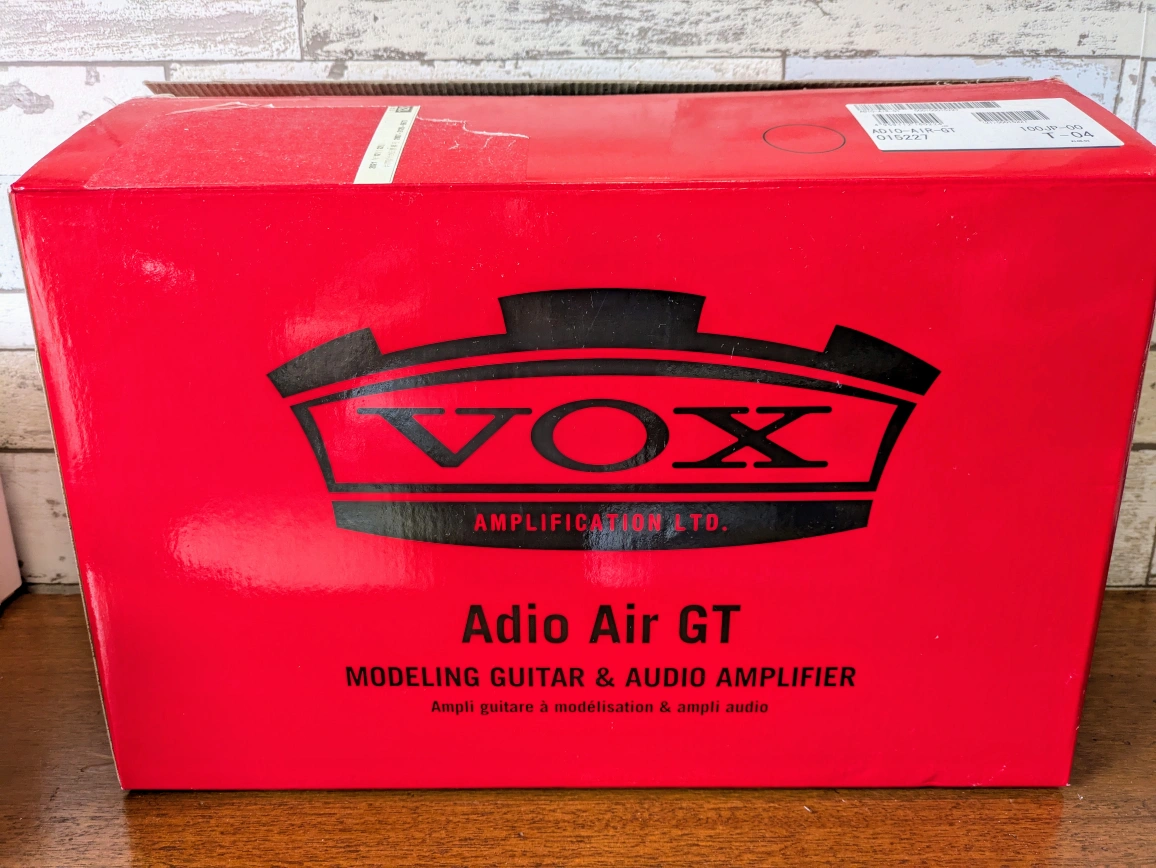 ADIO-AIR-GT
015227
100JP-00
T-04
VOX
AMPLIFICATION LTD.
Adio Air GT
MODELING GUITAR & AUDIO AMPLIFIER
Ampli guitare à modélisation & ampli audio